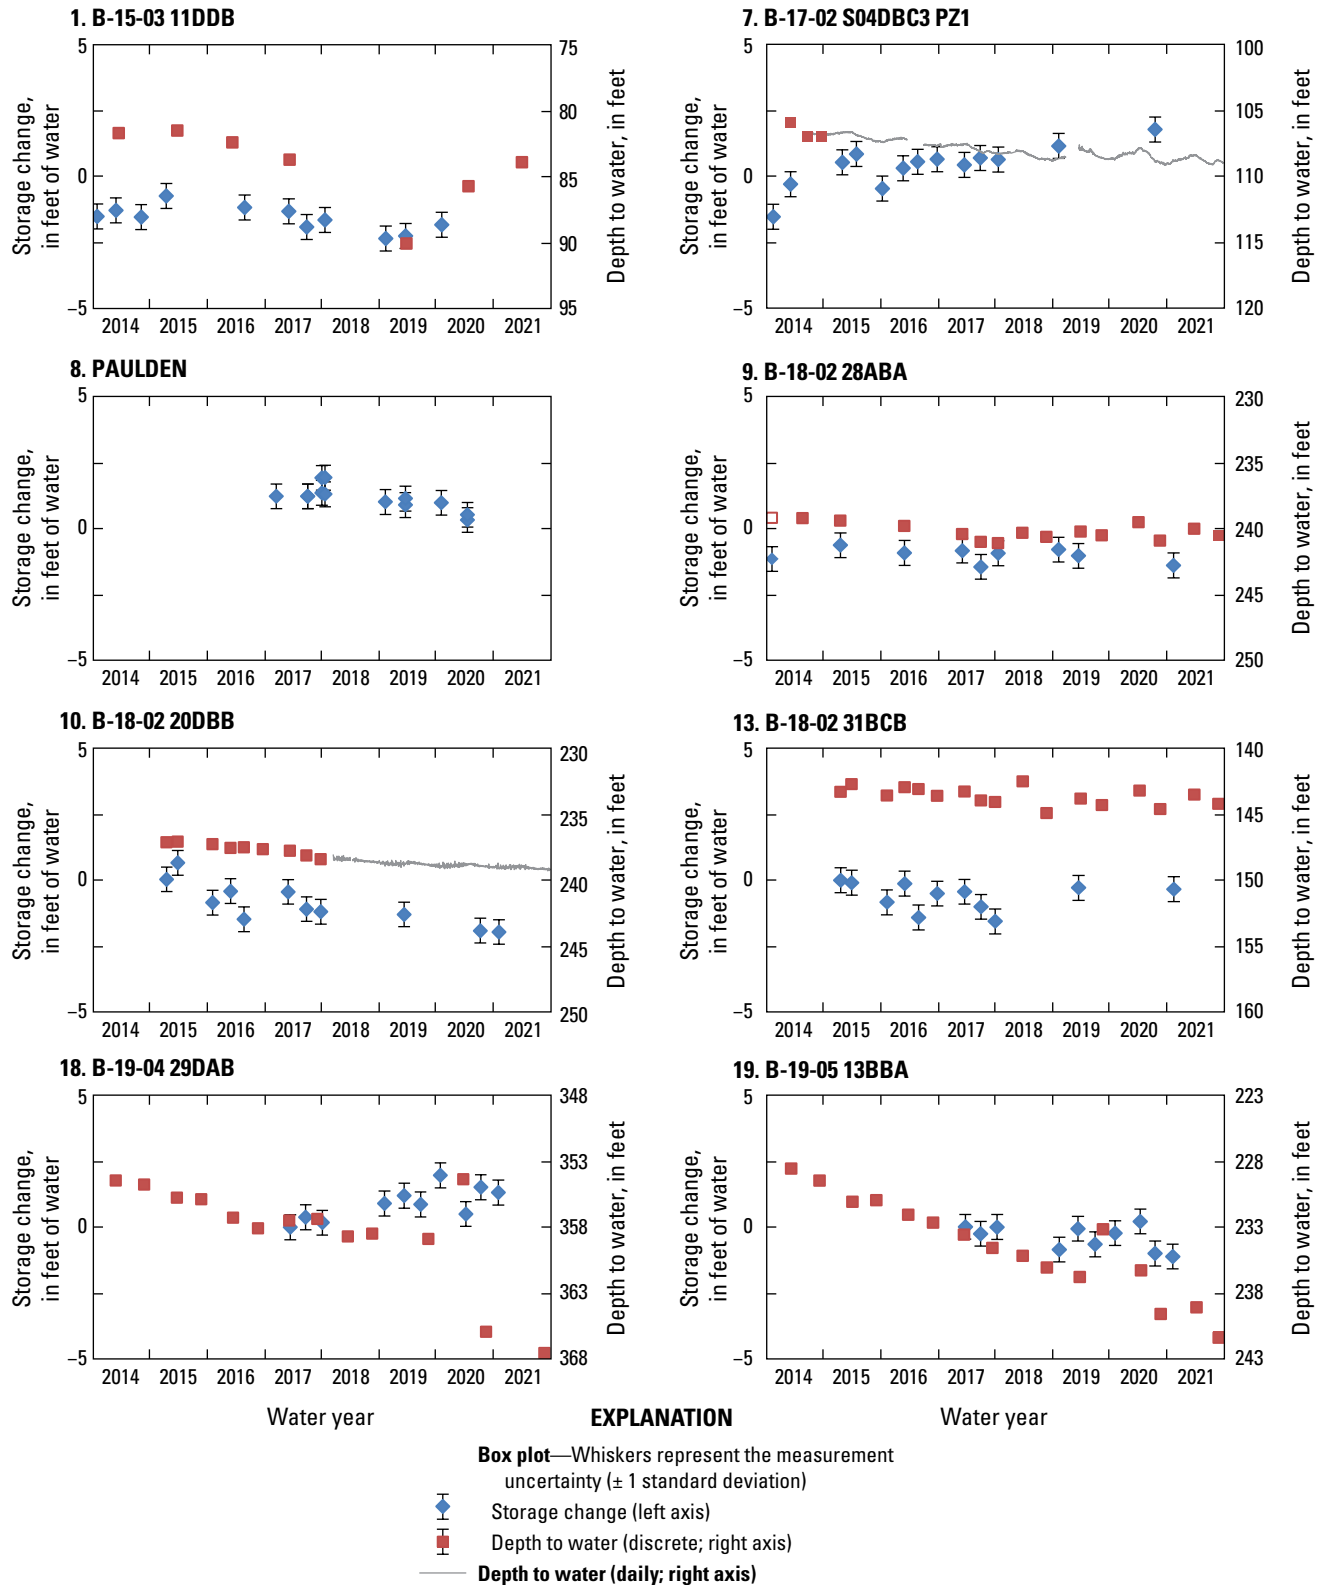 1. B-15-03 11DDB
5
0
–5
Storage change,
in feet of water
75
80
85
90
95
Depth to water, in feet
2014 2015 2016 2017 2018 2019 2020 2021
7. B-17-02 S04DBC3 PZ1
5
0
–5
Storage change,
in feet of water
100
105
110
115
120
Depth to water, in feet
2014 2015 2016 2017 2018 2019 2020 2021
8. PAULDEN
5
0
–5
Storage change,
in feet of water
2014 2015 2016 2017 2018 2019 2020 2021
9. B-18-02 28ABA
5
0
–5
Storage change,
in feet of water
230
235
240
245
250
Depth to water, in feet
2014 2015 2016 2017 2018 2019 2020 2021
10. B-18-02 20DBB
5
0
–5
Storage change,
in feet of water
230
235
240
245
250
Depth to water, in feet
2014 2015 2016 2017 2018 2019 2020 2021
13. B-18-02 31BCB
5
0
–5
Storage change,
in feet of water
140
145
150
155
160
Depth to water, in feet
2014 2015 2016 2017 2018 2019 2020 2021
18. B-19-04 29DAB
5
0
–5
Storage change,
in feet of water
348
353
358
363
368
Depth to water, in feet
2014 2015 2016 2017 2018 2019 2020 2021
Water year
19. B-19-05 13BBA
5
0
–5
Storage change,
in feet of water
223
228
233
238
243
Depth to water, in feet
2014 2015 2016 2017 2018 2019 2020 2021
Water year
EXPLANATION
Box plot—Whiskers represent the measurement
uncertainty (± 1 standard deviation)
Storage change (left axis)
Depth to water (discrete; right axis)
Depth to water (daily; right axis)